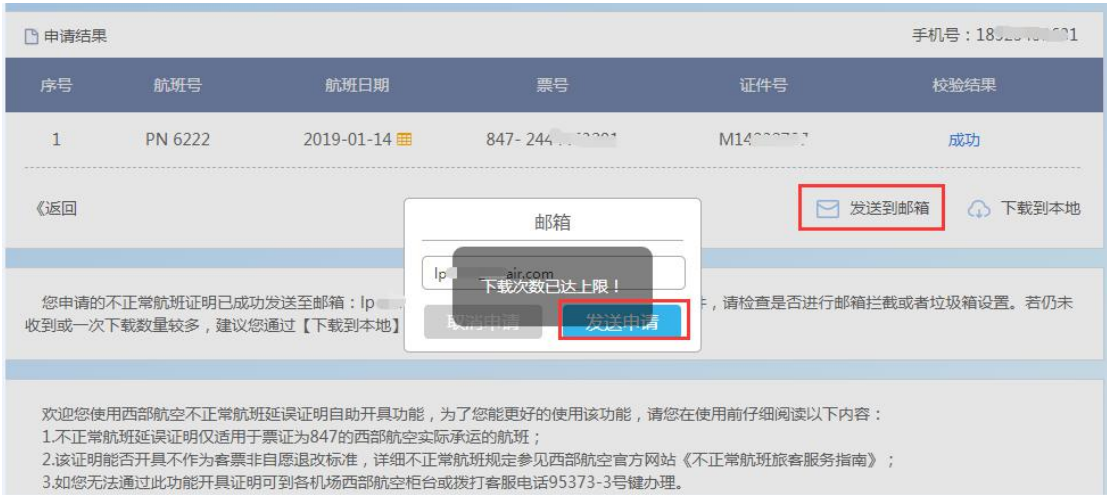 申请结果
手机号：18
序号 航班号 航班日期 票号 证件号 校验结果
1 PN 6222 2019-01-14 847- 244 M14 成功
《返回
发送到邮箱 下载到本地
邮箱
lp air.com
下载次数已达上限！
取消申请 发送申请
您申请的不正常航班证明已成功发送至邮箱：lp ，请检查是否进行邮箱拦截或者垃圾箱设置。若仍未
收到或一次下载数量较多，建议您通过【下载到本地】
欢迎您使用西部航空不正常航班延误证明自助开具功能，为了您能更好的使用该功能，请您在使用前仔细阅读以下内容：
1.不正常航班延误证明仅适用于票证为847的西部航空实际承运的航班；
2.该证明能否开具不作为客票非自愿退改标准，详细不正常航班规定参见西部航空官方网站《不正常航班旅客服务指南》；
3.如您无法通过此功能开具证明可到各机场西部航空柜台或拨打客服电话95373-3号键办理。